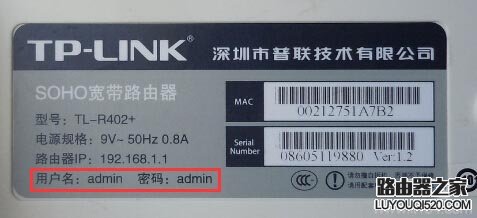 TP-LINK 深圳市普联技术有限公司
SOHO宽带路由器
型号：TL-R402+
电源规格：9V~ 50Hz 0.8A
路由器IP：192.168.1.1
用户名：admin 密码：admin
MAC
00212751A7B2
Serial Number
08605119880 Ver:1.2
路由器之家
LUYOUQI520.COM